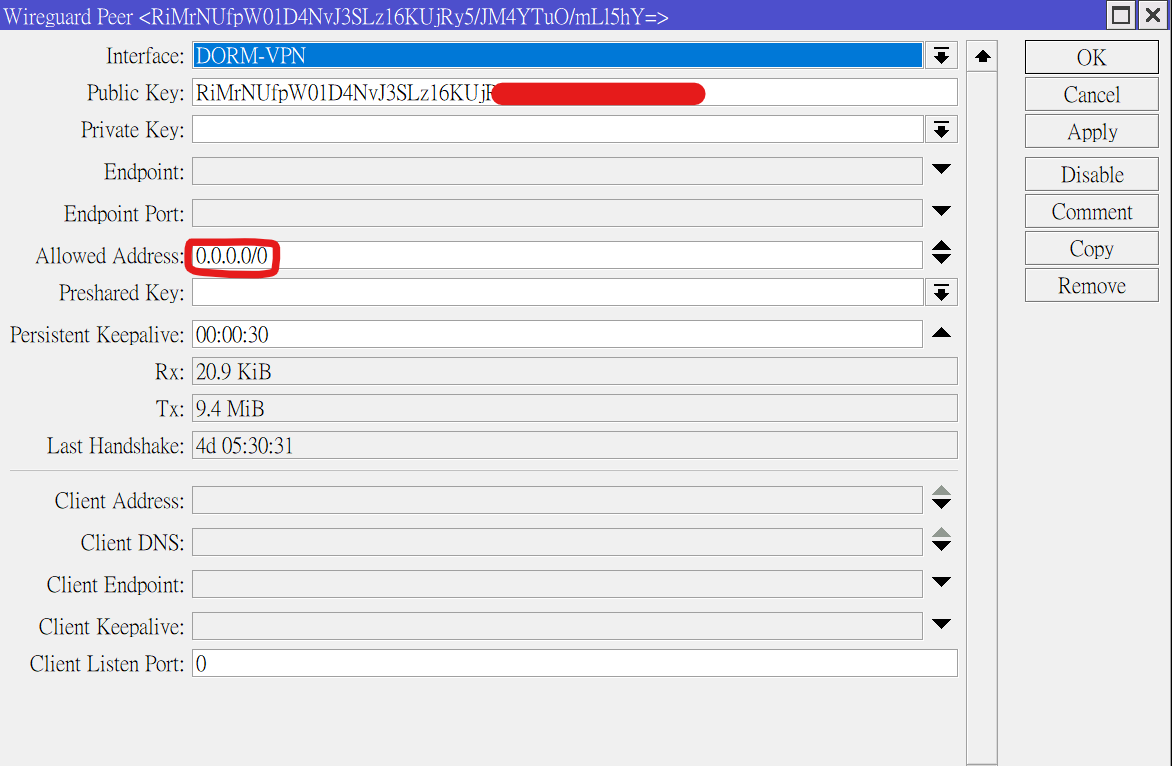 Wireguard Peer <RiMrNUfpW01D4NvJ3SLz16KUjRy5/JM4YTuO/mLl5hY=>
Interface: DORM-VPN
OK
Public Key: RiMrNUfpW01D4NvJ3SLz16KUj
Cancel
Private Key:
Apply
Endpoint:
Disable
Endpoint Port:
Comment
Allowed Address: 0.0.0.0/0
Copy
Preshared Key:
Remove
Persistent Keepalive: 00:00:30
Rx: 20.9 KiB
Tx: 9.4 MiB
Last Handshake: 4d 05:30:31
Client Address:
Client DNS:
Client Endpoint:
Client Keepalive:
Client Listen Port: 0